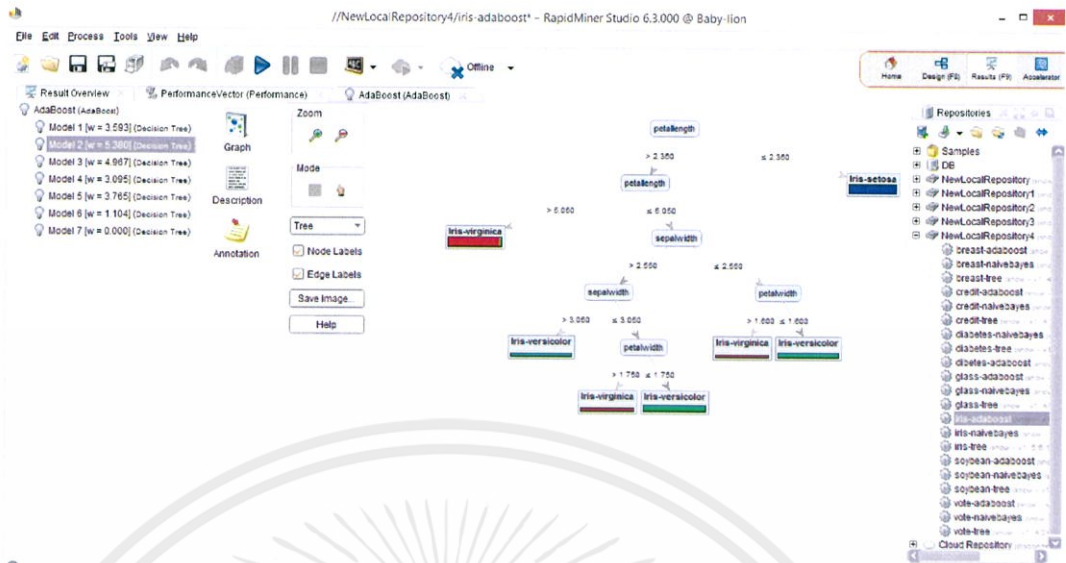 //NewLocalRepository4/iris-adaboost* – RapidMiner Studio 6.3.000 @ Baby-lion
File Edit Process Tools View Help
Offline
Home Design (F8) Results (F9) Accelerator
Result Overview PerformanceVector (Performance) AdaBoost (AdaBoost)
AdaBoost (AdaBoost)
Model 1 [w = 3.593] (Decision Tree)
Model 2 [w = 5.380] (Decision Tree)
Model 3 [w = 4.967] (Decision Tree)
Model 4 [w = 3.095] (Decision Tree)
Model 5 [w = 3.765] (Decision Tree)
Model 6 [w = 1.104] (Decision Tree)
Model 7 [w = 0.000] (Decision Tree)
Graph
Description
Annotation
Zoom
Mode
Tree
Node Labels
Edge Labels
Save Image...
Help
petallength
> 2.350 ≤ 2.350
petallength
Iris-setosa
> 5.050 ≤ 5.050
Iris-virginica
sepalwidth
> 2.550 ≤ 2.550
sepalwidth petalwidth
> 3.050 ≤ 3.050 > 1.600 ≤ 1.600
Iris-versicolor petalwidth Iris-virginica Iris-versicolor
> 1.750 ≤ 1.750
Iris-virginica Iris-versicolor
Repositories
Samples
DB
NewLocalRepository
NewLocalRepository1
NewLocalRepository2
NewLocalRepository3
NewLocalRepository4
breast-adaboost
breast-naivebayes
breast-tree
credit-adaboost
credit-naivebayes
credit-tree
diabetes-naivebayes
diabetes-tree
dibetes-adaboost
glass-adaboost
glass-naivebayes
glass-tree
iris-adaboost
iris-naivebayes
iris-tree
soybean-adaboost
soybean-naivebayes
soybean-tree
vote-adaboost
vote-naivebayes
vote-tree
Cloud Repository